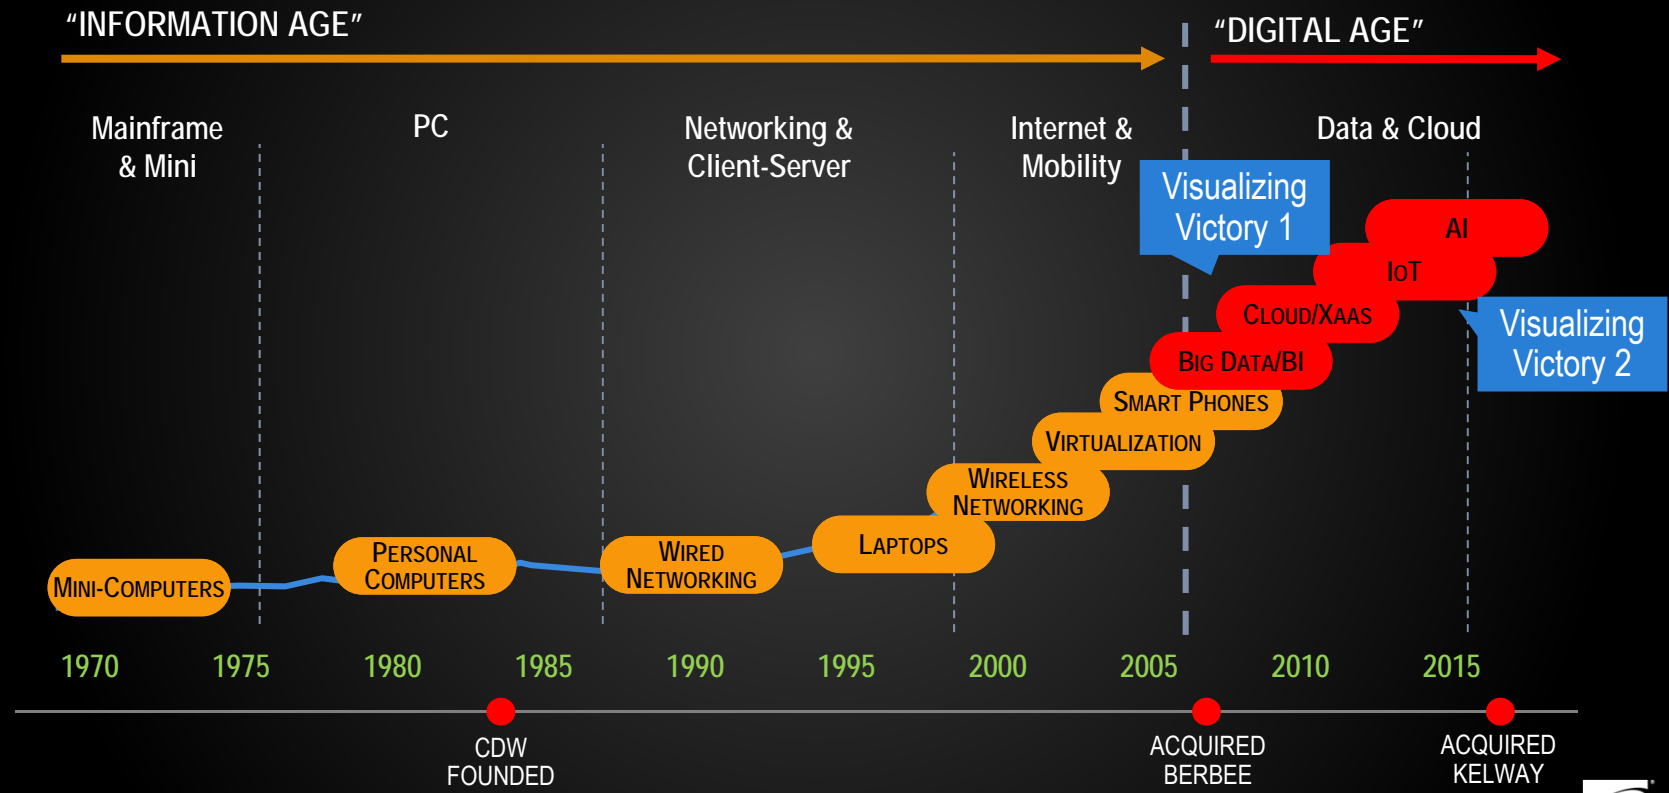 “INFORMATION AGE”
“DIGITAL AGE”
Mainframe
& Mini
PC
Networking &
Client-Server
Internet &
Mobility
Data & Cloud
Visualizing
Victory 1
AI
IoT
Cloud/XaaS
Visualizing
Victory 2
Big Data/BI
Smart Phones
Virtualization
Wireless
Networking
Laptops
Wired
Networking
Personal
Computers
Mini-Computers
1970
1975
1980
1985
1990
1995
2000
2005
2010
2015
CDW
FOUNDED
ACQUIRED
BERBEE
ACQUIRED
KELWAY
®